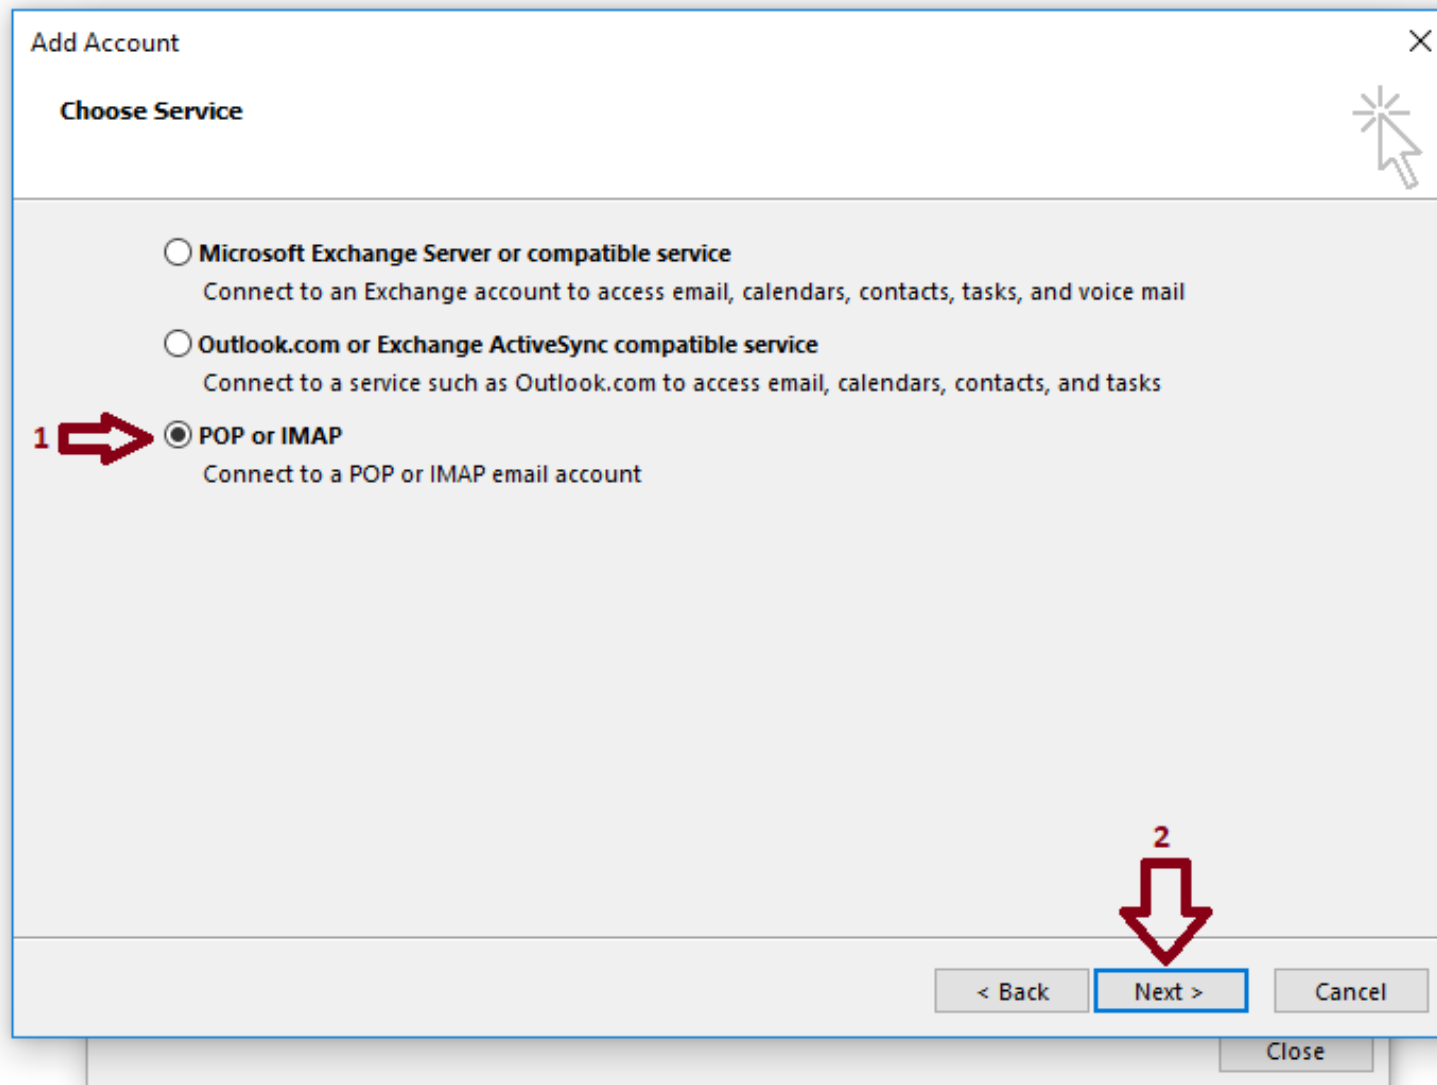 Add Account
Choose Service
Microsoft Exchange Server or compatible service
Connect to an Exchange account to access email, calendars, contacts, tasks, and voice mail
Outlook.com or Exchange ActiveSync compatible service
Connect to a service such as Outlook.com to access email, calendars, contacts, and tasks
1 POP or IMAP
Connect to a POP or IMAP email account
2
< Back Next > Cancel
Close